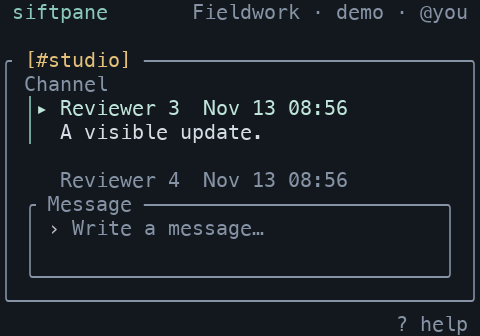 siftpane Fieldwork · demo · @you
[#studio]
Channel
▸ Reviewer 3 Nov 13 08:56
A visible update.
Reviewer 4 Nov 13 08:56
Message
› Write a message…
? help